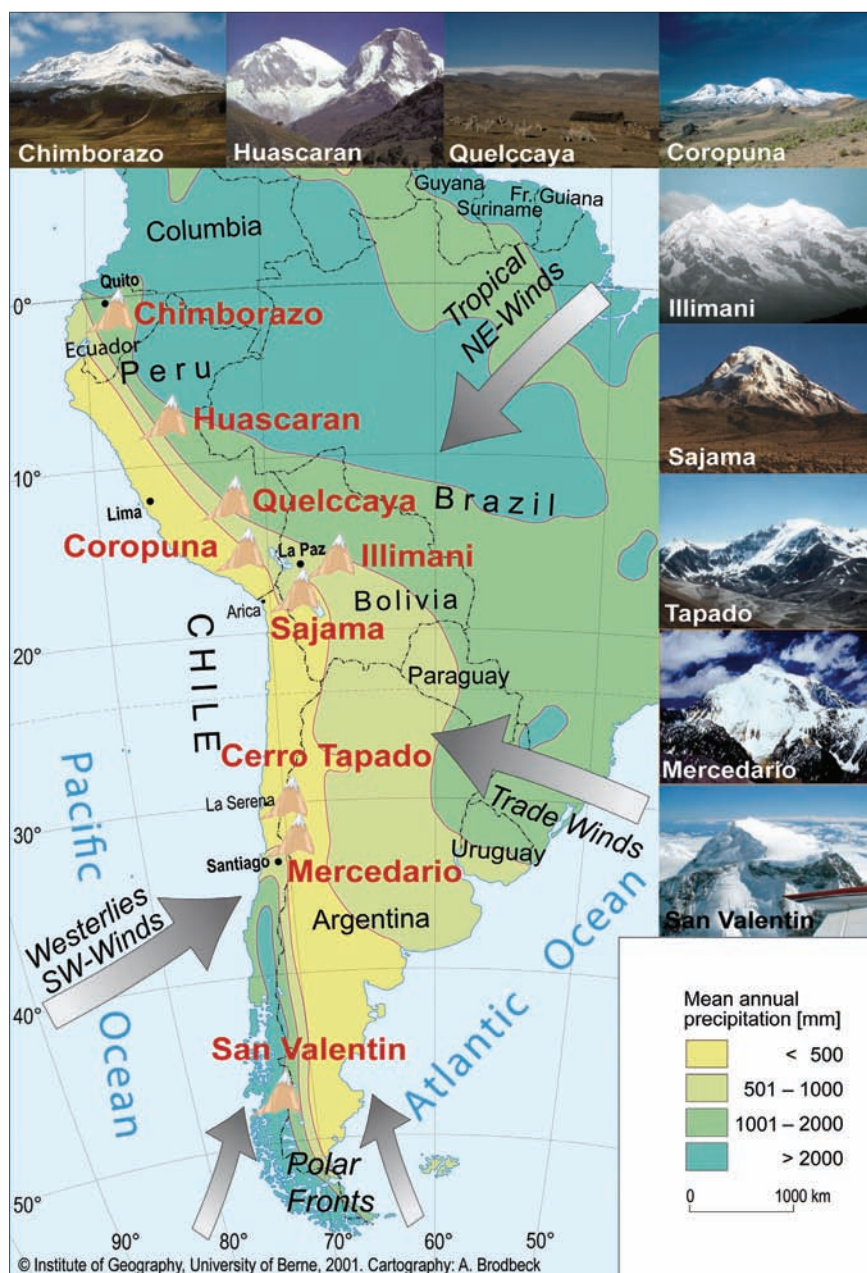 Chimborazo
Huascaran
Quelccaya
Coropuna
Illimani
Sajama
Tapado
Mercedario
San Valentin
Guyana
Suriname
Fr. Guiana
Columbia
Quito
Chimborazo
Ecuador
Peru
Tropical
NE-Winds
Huascaran
Brazil
Quelccaya
Lima
Coropuna
La Paz
Illimani
Bolivia
Arica
Sajama
CHILE
Paraguay
Cerro Tapado
La Serena
Trade Winds
Uruguay
Santiago
Mercedario
Argentina
Westerlies
SW-Winds
Pacific
Ocean
Atlantic Ocean
San Valentin
Polar
Fronts
0°
10°
20°
30°
40°
50°
90°
80°
70°
60°
50°
Mean annual
precipitation [mm]
< 500
501 – 1000
1001 – 2000
> 2000
0 1000 km
© Institute of Geography, University of Berne, 2001. Cartography: A. Brodbeck